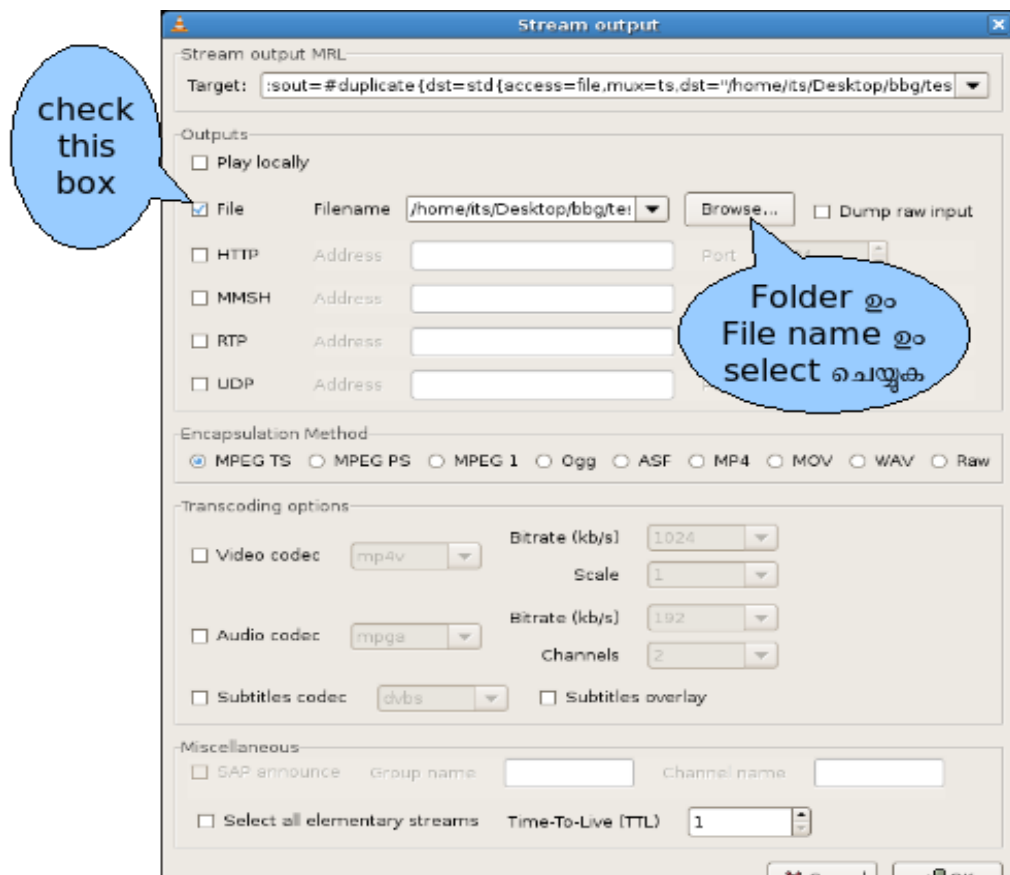 Stream output
Stream output MRL
Target: :sout=#duplicate{dst=std{access=file,mux=ts,dst="/home/its/Desktop/bbg/tes
check
this
box
Outputs
Play locally
File Filename /home/its/Desktop/bbg/te Browse... Dump raw input
HTTP Address Port
MMSH Address
RTP Address
UDP Address
Folder ഉം
File name ഉം
select ചെയ്യുക
Encapsulation Method
MPEG TS MPEG PS MPEG 1 Ogg ASF MP4 MOV WAV Raw
Transcoding options
Video codec mp4v Bitrate (kb/s) 1024
Scale 1
Audio codec mpga Bitrate (kb/s) 192
Channels 2
Subtitles codec dvbs Subtitles overlay
Miscellaneous
SAP announce Group name Channel name
Select all elementary streams Time-To-Live (TTL) 1